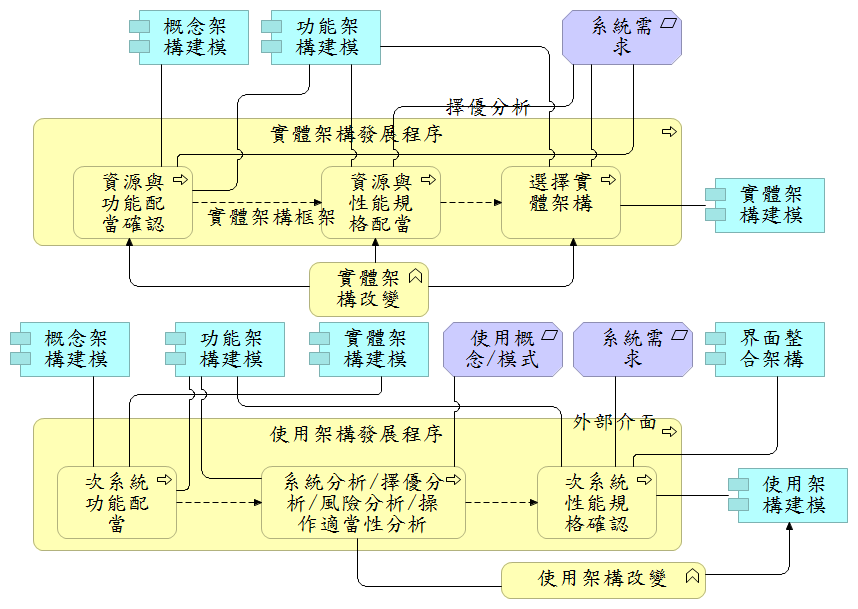 概念架
構建模
功能架
構建模
系統需
求
擇優分析
實體架構發展程序
資源與
功能配
當確認
實體架構框架
資源與
性能規
格配當
選擇實
體架構
實體架
構建模
實體架
構改變
概念架
構建模
功能架
構建模
實體架
構建模
使用概
念/模式
系統需
求
界面整
合架構
使用架構發展程序
外部介面
次系統
功能配
當
系統分析/擇優分
析/風險分析/操
作適當性分析
次系統
性能規
格確認
使用架
構建模
使用架構改變